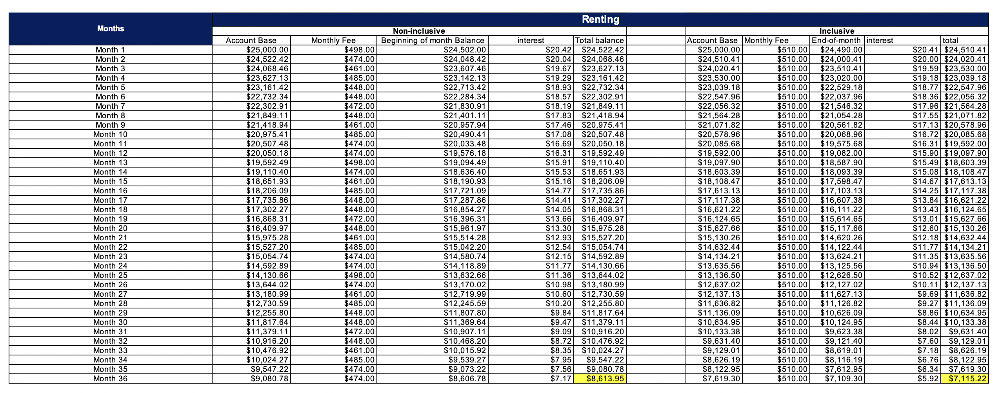 Renting
Months
Non-inclusive Inclusive
Account Base Monthly Fee Beginning of month Balance interest Total balance Account Base Monthly Fee End-of-month interest total
Month 1 $25,000.00 $498.00 $24,502.00 $20.42 $24,522.42 $25,000.00 $510.00 $24,490.00 $20.41 $24,510.41
Month 2 $24,522.42 $474.00 $24,048.42 $20.04 $24,068.46 $24,510.41 $510.00 $24,000.41 $20.00 $24,020.41
Month 3 $24,068.46 $461.00 $23,607.46 $19.67 $23,627.13 $24,020.41 $510.00 $23,510.41 $19.59 $23,530.00
Month 4 $23,627.13 $485.00 $23,142.13 $19.29 $23,161.42 $23,530.00 $510.00 $23,020.00 $19.18 $23,039.18
Month 5 $23,161.42 $448.00 $22,713.42 $18.93 $22,732.34 $23,039.18 $510.00 $22,529.18 $18.77 $22,547.96
Month 6 $22,732.34 $448.00 $22,284.34 $18.57 $22,302.91 $22,547.96 $510.00 $22,037.96 $18.36 $22,056.32
Month 7 $22,302.91 $472.00 $21,830.91 $18.19 $21,849.11 $22,056.32 $510.00 $21,546.32 $17.96 $21,564.28
Month 8 $21,849.11 $448.00 $21,401.11 $17.83 $21,418.94 $21,564.28 $510.00 $21,054.28 $17.55 $21,071.82
Month 9 $21,418.94 $461.00 $20,957.94 $17.46 $20,975.41 $21,071.82 $510.00 $20,561.82 $17.13 $20,578.96
Month 10 $20,975.41 $485.00 $20,490.41 $17.08 $20,507.48 $20,578.96 $510.00 $20,068.96 $16.72 $20,085.68
Month 11 $20,507.48 $474.00 $20,033.48 $16.69 $20,050.18 $20,085.68 $510.00 $19,575.68 $16.31 $19,592.00
Month 12 $20,050.18 $474.00 $19,576.18 $16.31 $19,592.49 $19,592.00 $510.00 $19,082.00 $15.90 $19,097.90
Month 13 $19,592.49 $498.00 $19,094.49 $15.91 $19,110.40 $19,097.90 $510.00 $18,587.90 $15.49 $18,603.39
Month 14 $19,110.40 $474.00 $18,636.40 $15.53 $18,651.93 $18,603.39 $510.00 $18,093.39 $15.08 $18,108.47
Month 15 $18,651.93 $461.00 $18,190.93 $15.16 $18,206.09 $18,108.47 $510.00 $17,598.47 $14.67 $17,613.13
Month 16 $18,206.09 $485.00 $17,721.09 $14.77 $17,735.86 $17,613.13 $510.00 $17,103.13 $14.25 $17,117.38
Month 17 $17,735.86 $448.00 $17,287.86 $14.41 $17,302.27 $17,117.38 $510.00 $16,607.38 $13.84 $16,621.22
Month 18 $17,302.27 $448.00 $16,854.27 $14.05 $16,868.31 $16,621.22 $510.00 $16,111.22 $13.43 $16,124.65
Month 19 $16,868.31 $472.00 $16,396.31 $13.66 $16,409.97 $16,124.65 $510.00 $15,614.65 $13.01 $15,627.66
Month 20 $16,409.97 $448.00 $15,961.97 $13.30 $15,975.28 $15,627.66 $510.00 $15,117.66 $12.60 $15,130.26
Month 21 $15,975.28 $461.00 $15,514.28 $12.93 $15,527.20 $15,130.26 $510.00 $14,620.26 $12.18 $14,632.44
Month 22 $15,527.20 $485.00 $15,042.20 $12.54 $15,054.74 $14,632.44 $510.00 $14,122.44 $11.77 $14,134.21
Month 23 $15,054.74 $474.00 $14,580.74 $12.15 $14,592.89 $14,134.21 $510.00 $13,624.21 $11.35 $13,635.56
Month 24 $14,592.89 $474.00 $14,118.89 $11.77 $14,130.66 $13,635.56 $510.00 $13,125.56 $10.94 $13,136.50
Month 25 $14,130.66 $498.00 $13,632.66 $11.36 $13,644.02 $13,136.50 $510.00 $12,626.50 $10.52 $12,637.02
Month 26 $13,644.02 $474.00 $13,170.02 $10.98 $13,180.99 $12,637.02 $510.00 $12,127.02 $10.11 $12,137.13
Month 27 $13,180.99 $461.00 $12,719.99 $10.60 $12,730.59 $12,137.13 $510.00 $11,627.13 $9.69 $11,636.82
Month 28 $12,730.59 $485.00 $12,245.59 $10.20 $12,255.80 $11,636.82 $510.00 $11,126.82 $9.27 $11,136.09
Month 29 $12,255.80 $448.00 $11,807.80 $9.84 $11,817.64 $11,136.09 $510.00 $10,626.09 $8.86 $10,634.95
Month 30 $11,817.64 $448.00 $11,369.64 $9.47 $11,379.11 $10,634.95 $510.00 $10,124.95 $8.44 $10,133.38
Month 31 $11,379.11 $472.00 $10,907.11 $9.09 $10,916.20 $10,133.38 $510.00 $9,623.38 $8.02 $9,631.40
Month 32 $10,916.20 $448.00 $10,468.20 $8.72 $10,476.92 $9,631.40 $510.00 $9,121.40 $7.60 $9,129.01
Month 33 $10,476.92 $461.00 $10,015.92 $8.35 $10,024.27 $9,129.01 $510.00 $8,619.01 $7.18 $8,626.19
Month 34 $10,024.27 $485.00 $9,539.27 $7.95 $9,547.22 $8,626.19 $510.00 $8,116.19 $6.76 $8,122.95
Month 35 $9,547.22 $474.00 $9,073.22 $7.56 $9,080.78 $8,122.95 $510.00 $7,612.95 $6.34 $7,619.30
Month 36 $9,080.78 $474.00 $8,606.78 $7.17 $8,613.95 $7,619.30 $510.00 $7,109.30 $5.92 $7,115.22